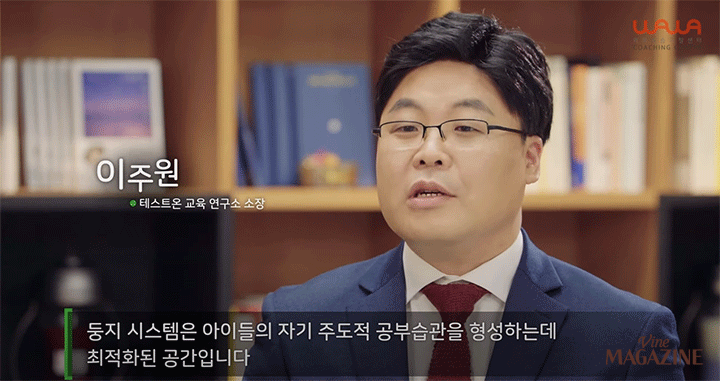 WAWA
COACHING
이주원
테스트온 교육 연구소 소장
둥지 시스템은 아이들의 자기 주도적 공부습관을 형성하는데
최적화된 공간입니다
Vine
MAGAZINE